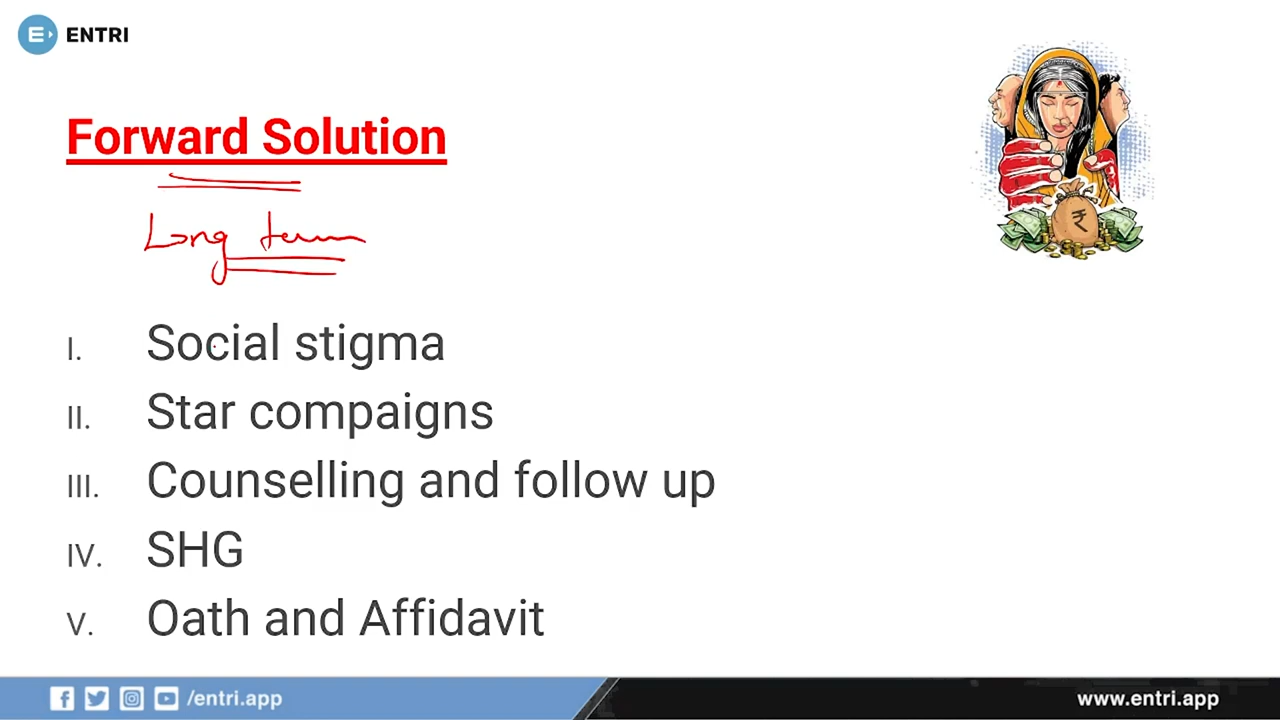 ENTRI
Forward Solution
Long term
I. Social stigma
II. Star compaigns
III. Counselling and follow up
IV. SHG
V. Oath and Affidavit
/entri.app
www.entri.app